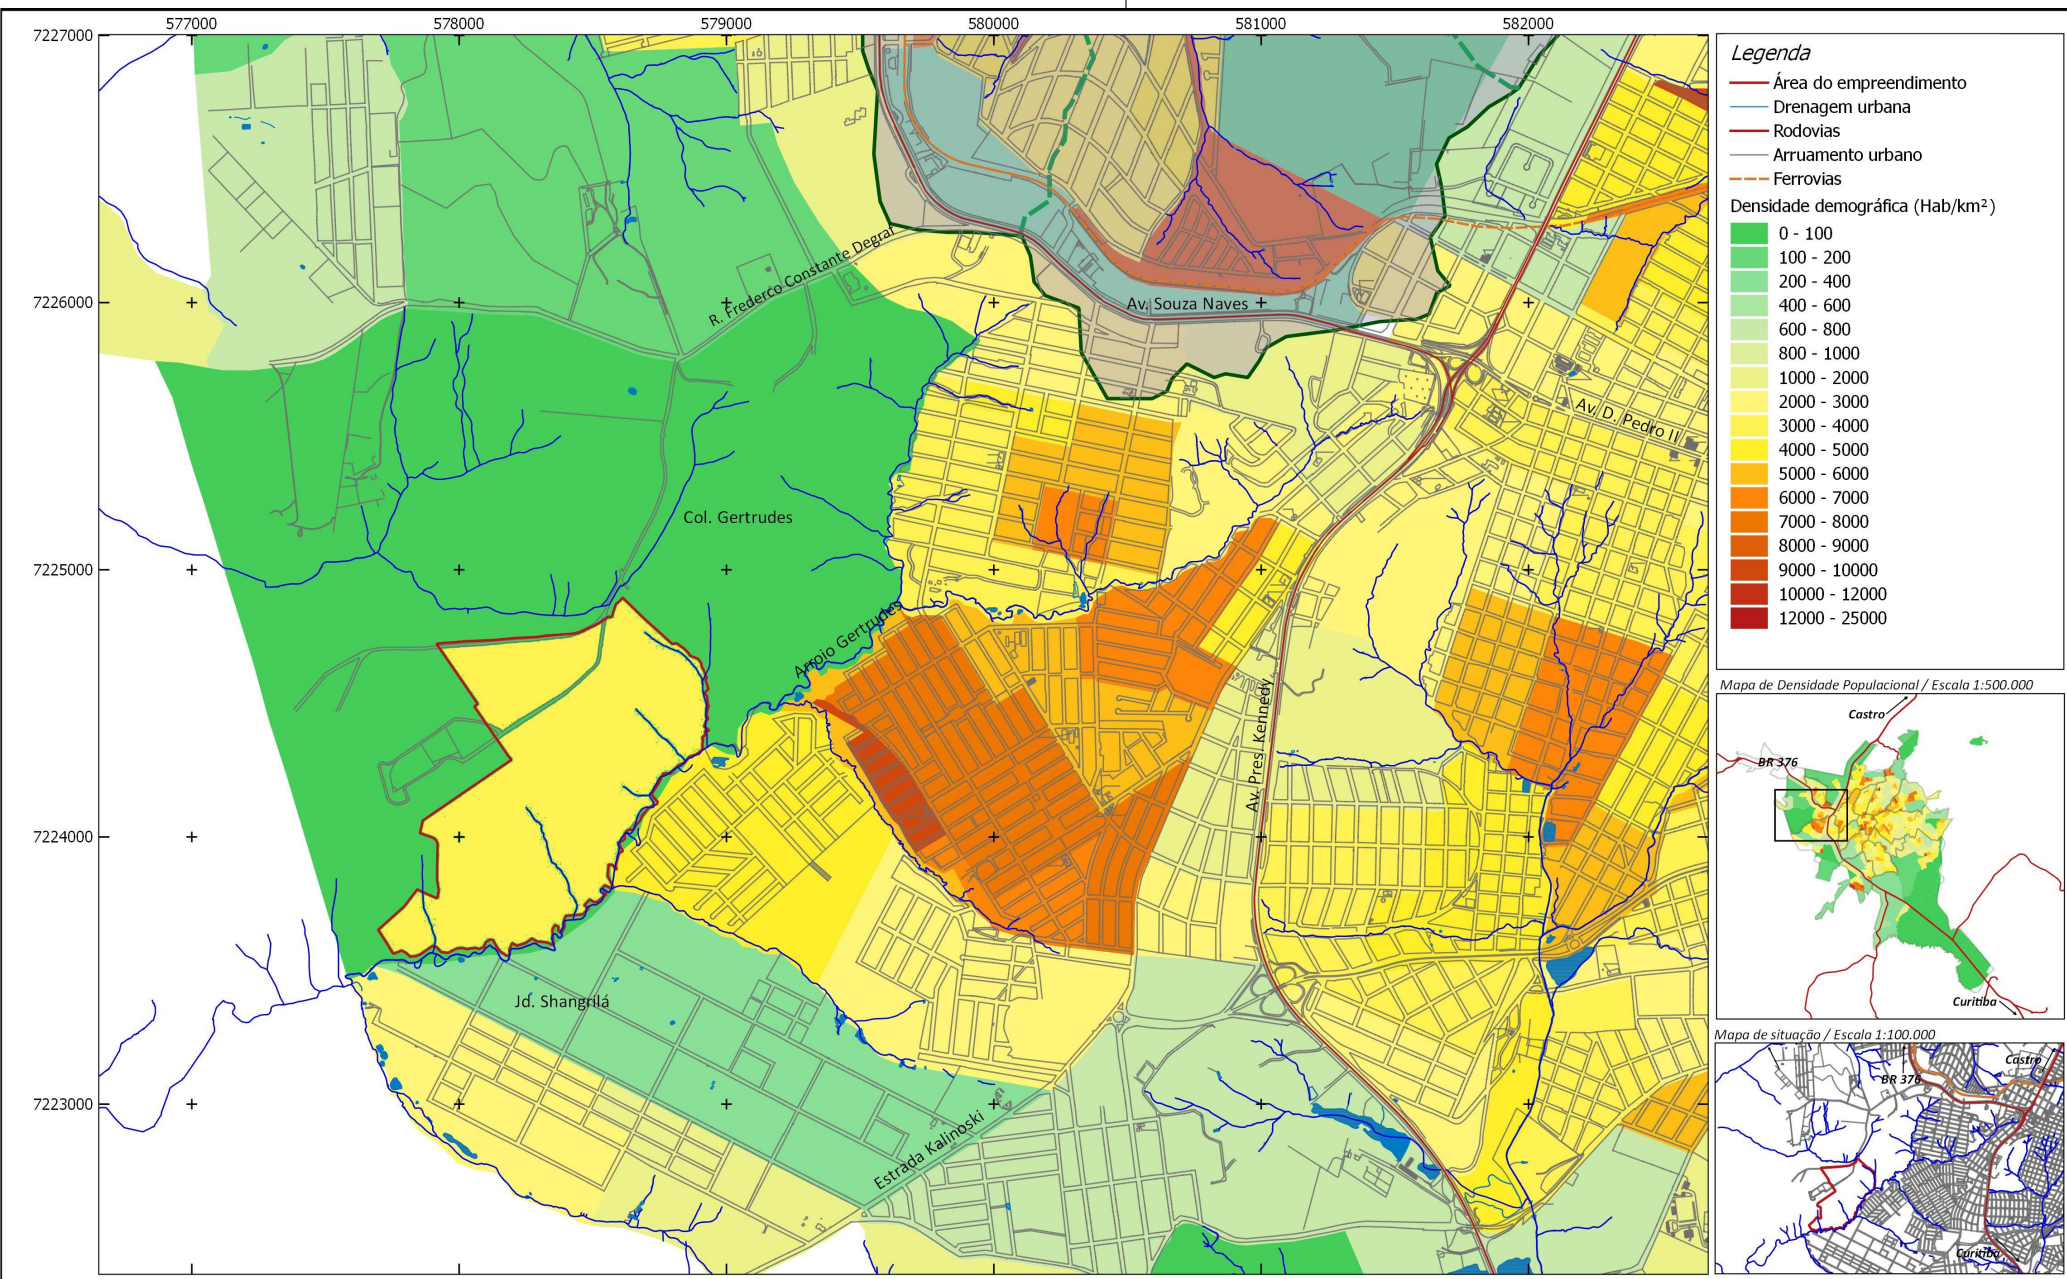 577000 578000 579000 580000 581000 582000
7227000
7226000
7225000
7224000
7223000
R. Frederco Constante Degraf
Av. Souza Naves
Av. D. Pedro II
Col. Gertrudes
Arroio Gertrudes
Av. Pres. Kennedy
Jd. Shangrilá
Estrada Kalinoski
Legenda
Área do empreendimento
Drenagem urbana
Rodovias
Arruamento urbano
Ferrovias
Densidade demográfica (Hab/km²)
0 - 100
100 - 200
200 - 400
400 - 600
600 - 800
800 - 1000
1000 - 2000
2000 - 3000
3000 - 4000
4000 - 5000
5000 - 6000
6000 - 7000
7000 - 8000
8000 - 9000
9000 - 10000
10000 - 12000
12000 - 25000
Mapa de Densidade Populacional / Escala 1:500.000
Castro
BR 376
Curitiba
Mapa de situação / Escala 1:100.000
Castro
BR 376
Curitiba